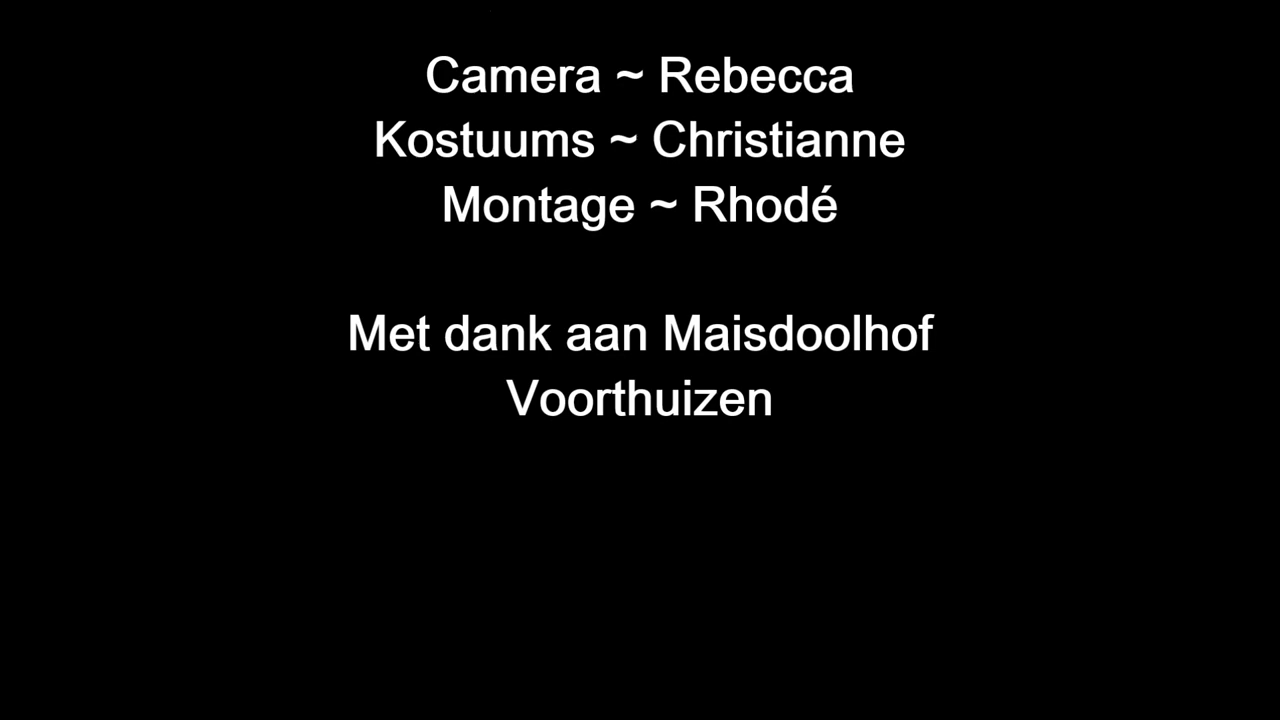 Camera ~ Rebecca
Kostuums ~ Christianne
Montage ~ Rhodé
Met dank aan Maisdoolhof
Voorthuizen